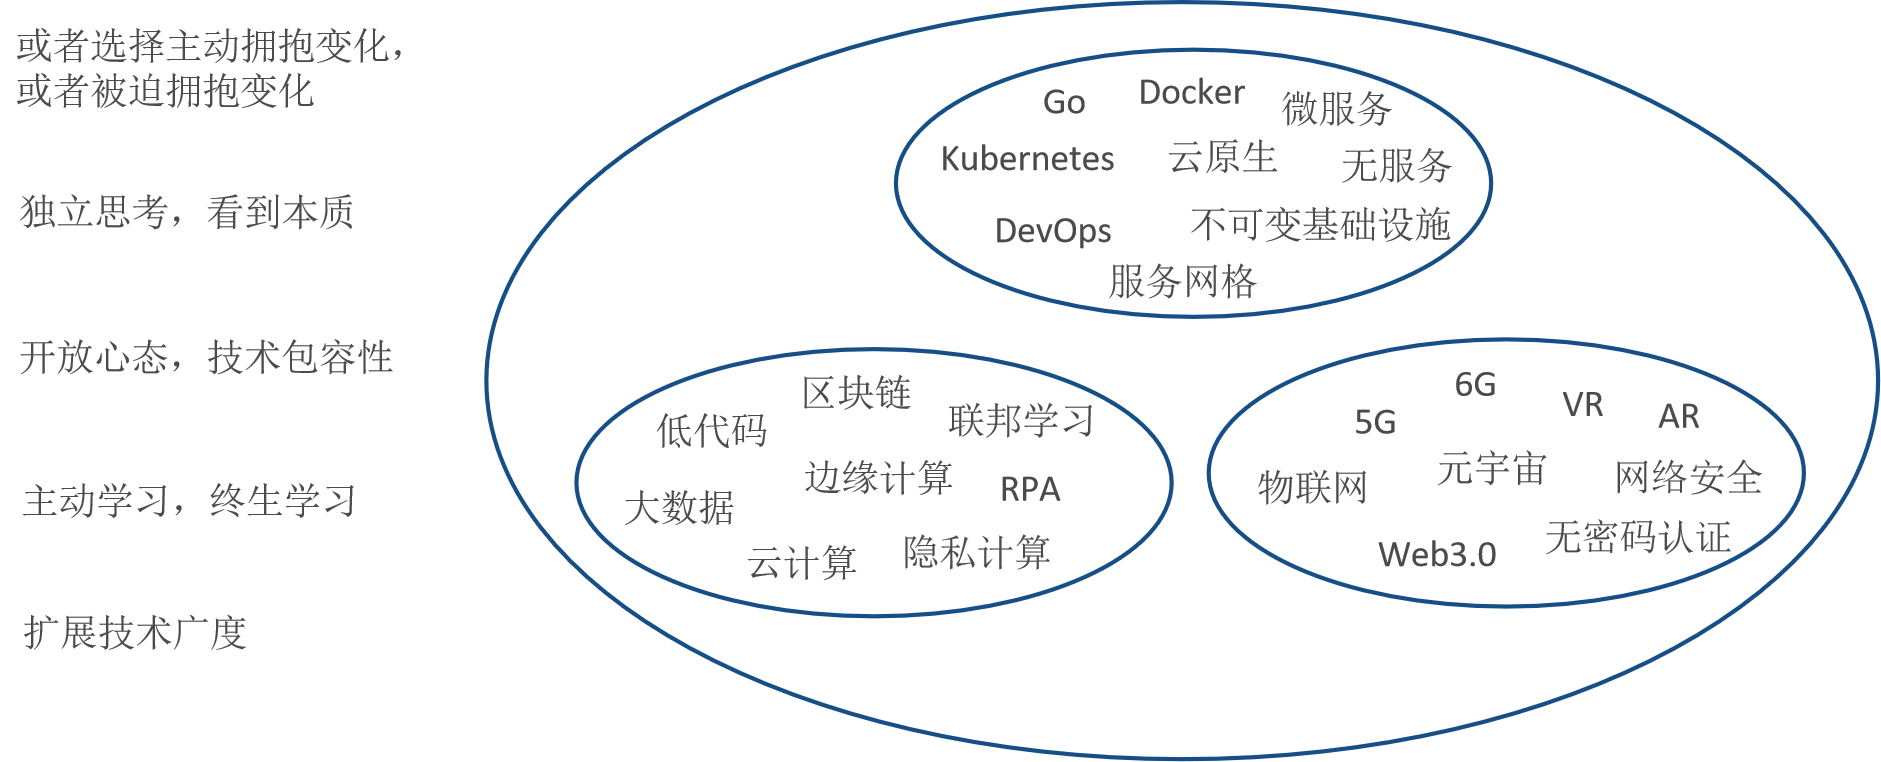 或者选择主动拥抱变化，
或者被迫拥抱变化
独立思考，看到本质
开放心态，技术包容性
主动学习，终生学习
扩展技术广度
Go
Docker
微服务
Kubernetes
云原生
无服务
DevOps
不可变基础设施
服务网格
区块链
低代码
联邦学习
边缘计算
RPA
大数据
云计算
隐私计算
6G
5G
VR
AR
物联网
元宇宙
网络安全
Web3.0
无密码认证